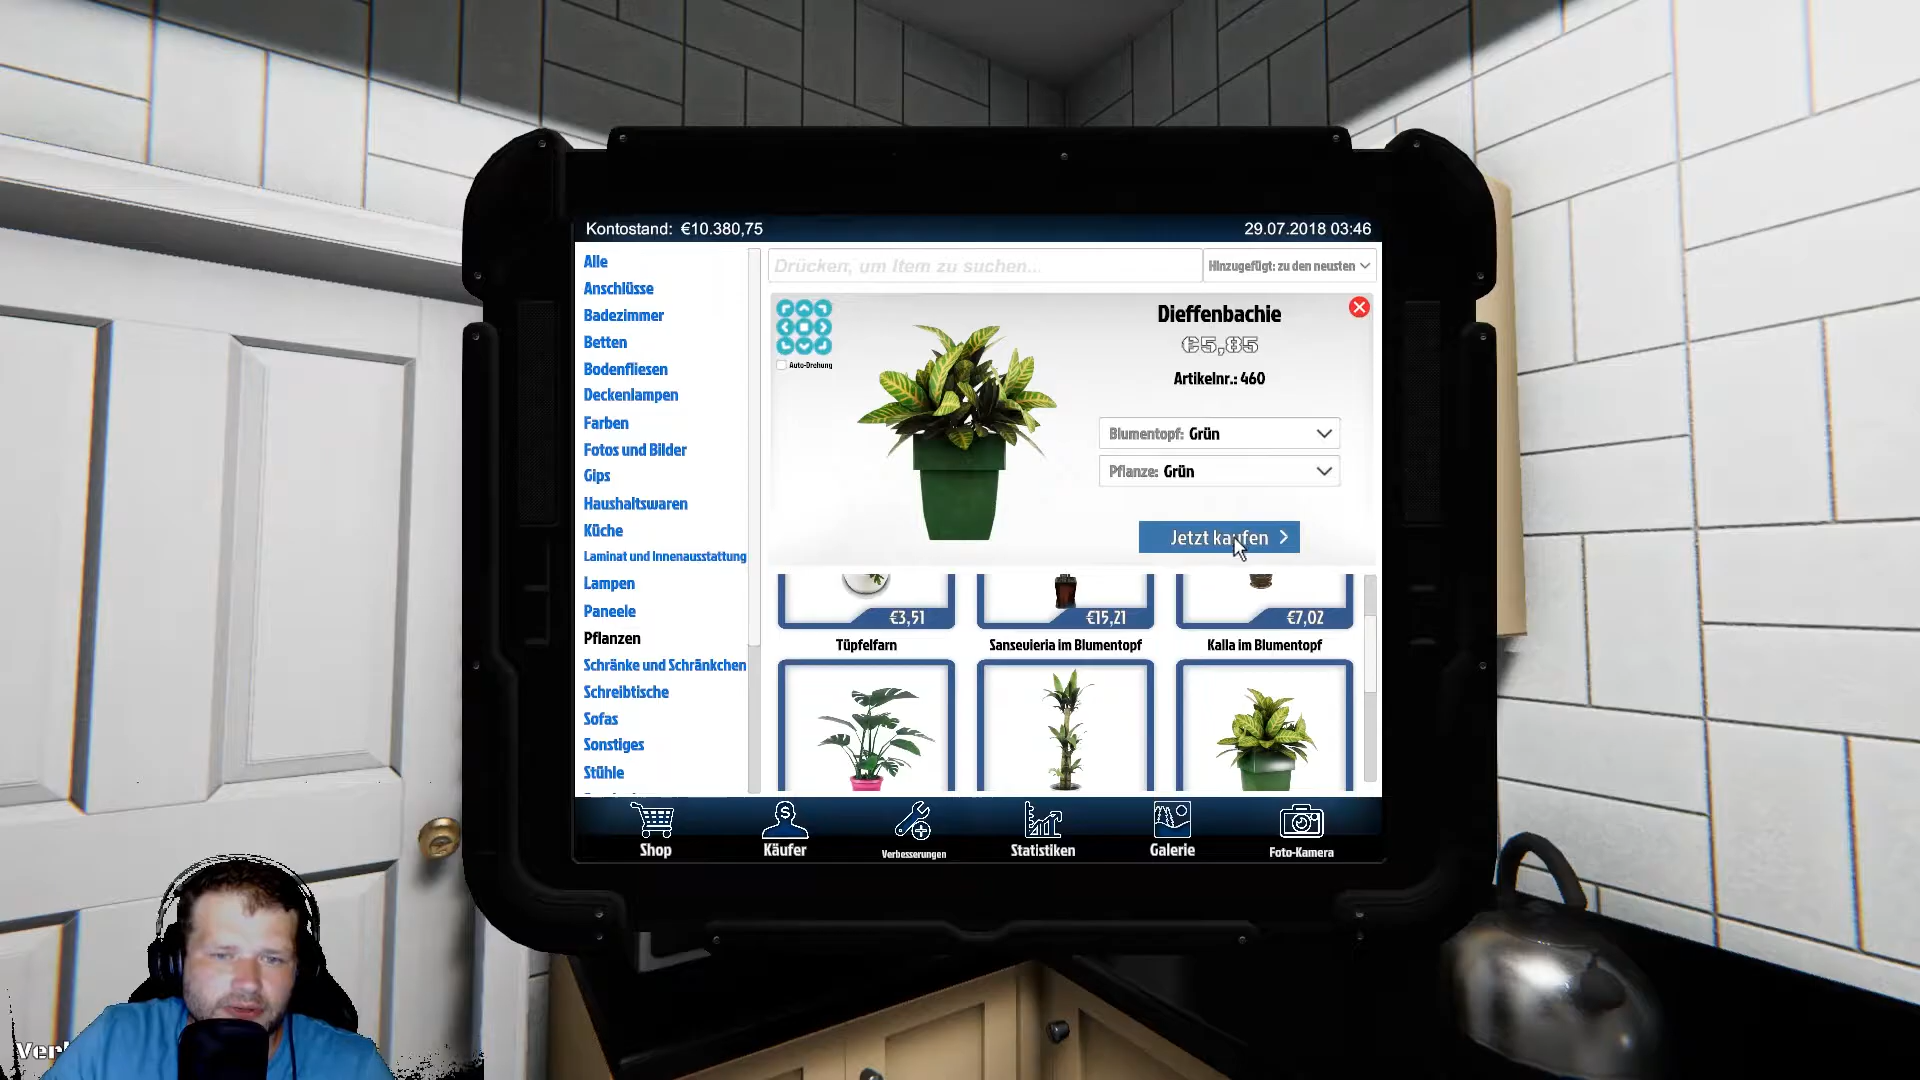 Kontostand: €10.380,75
29.07.2018 03:46
Alle
Anschlüsse
Badezimmer
Betten
Bodenfliesen
Deckenlampen
Farben
Fotos und Bilder
Gips
Haushaltswaren
Küche
Laminat und Innenausstattung
Lampen
Paneele
Pflanzen
Schränke und Schränkchen
Schreibtische
Sofas
Sonstiges
Stühle
Drücken, um Item zu suchen...
Hinzugefügt: zu den neusten
Auto-Drehung
Dieffenbachie
€5,85
Artikelnr.: 460
Blumentopf: Grün
Pflanze: Grün
Jetzt kaufen
€3,51
€15,21
€7,02
Tüpfelfarn
Sansevieria im Blumentopf
Kalla im Blumentopf
Shop
Käufer
Verbesserungen
Statistiken
Galerie
Foto-Kamera